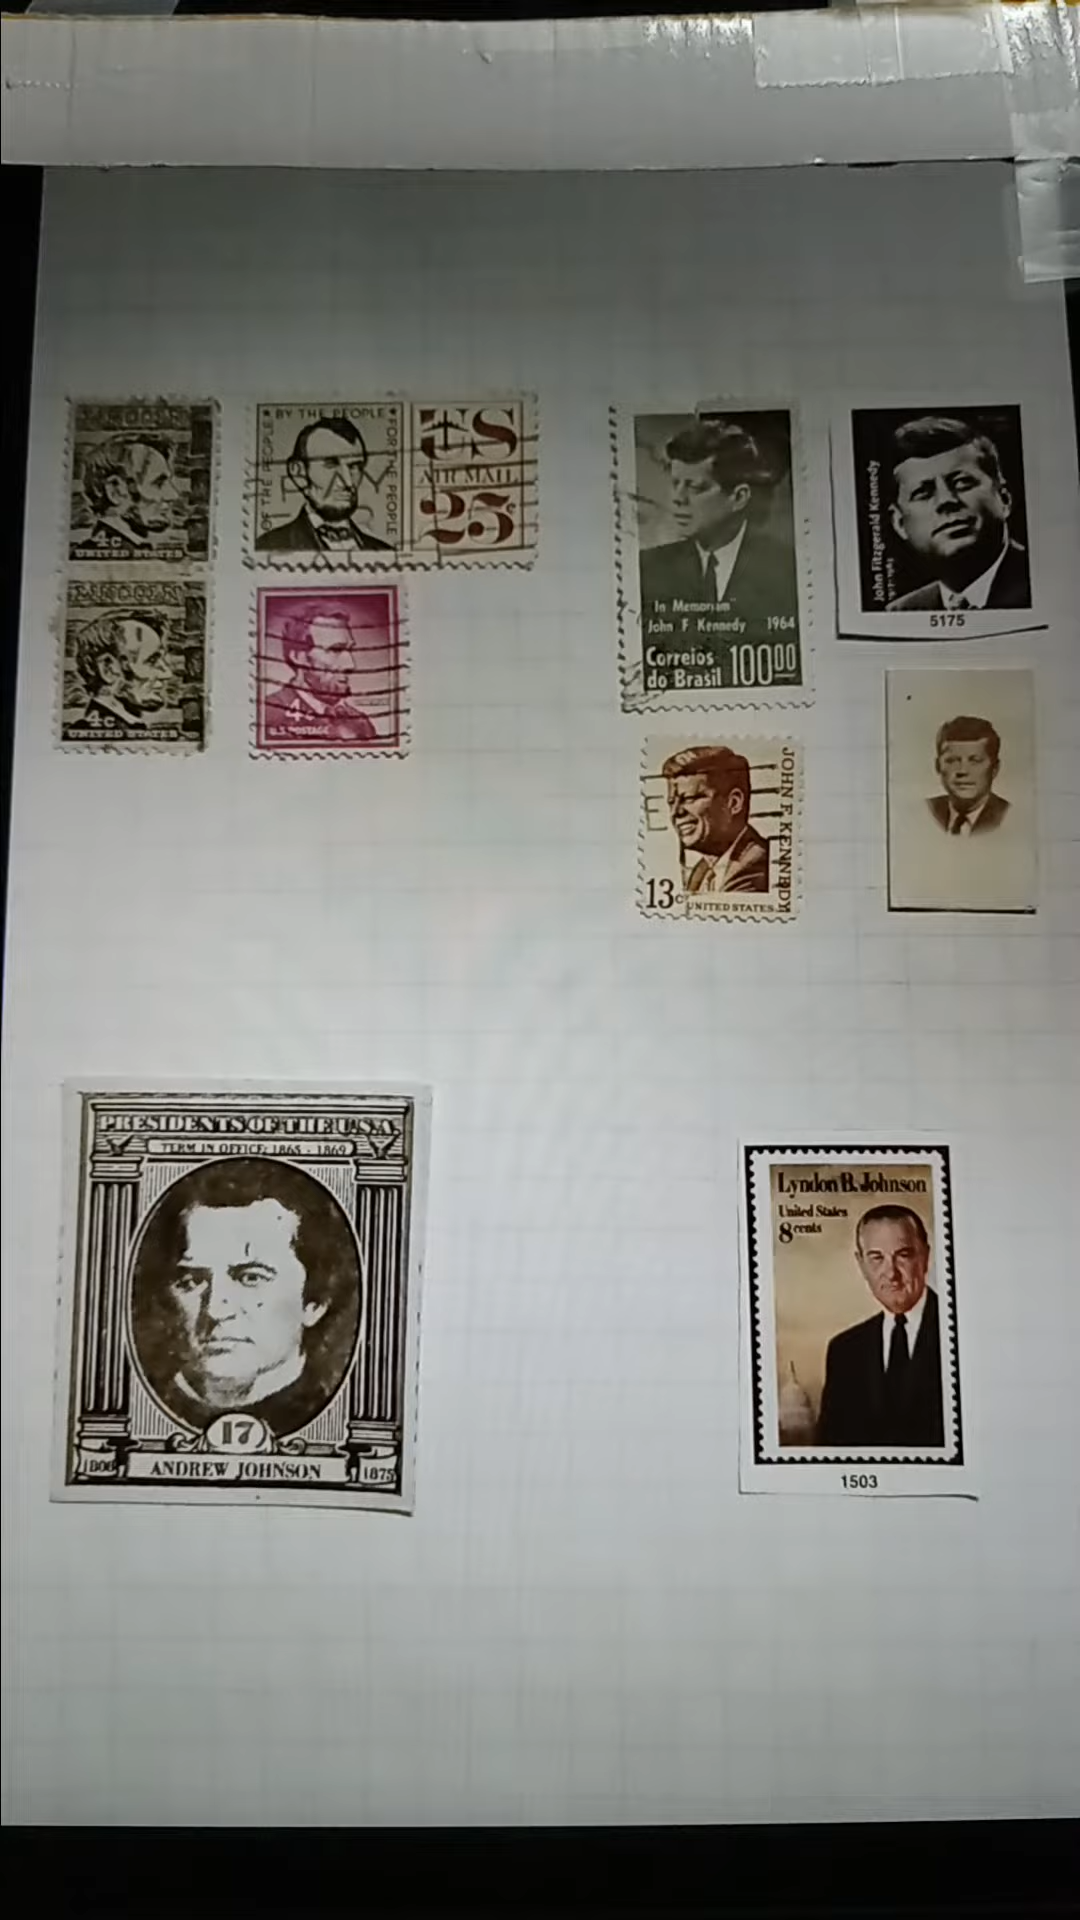 LINCOLN
4c
UNITED STATES
LINCOLN
4c
UNITED STATES
OF THE PEOPLE
★ BY THE PEOPLE ★
FOR THE PEOPLE
US
AIR MAIL
25c
4c
U.S. POSTAGE
In Memoriam
John F Kennedy 1964
Correios
do Brasil 10000
John Fitzgerald Kennedy
5175
JOHN F. KENNEDY
13c
UNITED STATES
PRESIDENTS OF THE U.S.A.
TERM IN OFFICE: 1865 - 1869
17
1808 ANDREW JOHNSON 1875
Lyndon B. Johnson
United States
8 cents
1503